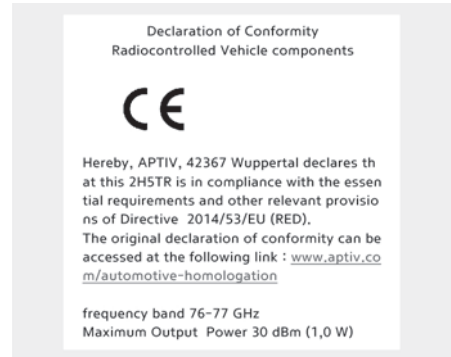 Declaration of Conformity
Radiocontrolled Vehicle components
CE
Hereby, APTIV, 42367 Wuppertal declares th
at this 2H5TR is in compliance with the essen
tial requirements and other relevant provisio
ns of Directive 2014/53/EU (RED).
The original declaration of conformity can be
accessed at the following link : www.aptiv.co
m/automotive-homologation
frequency band 76-77 GHz
Maximum Output Power 30 dBm (1,0 W)